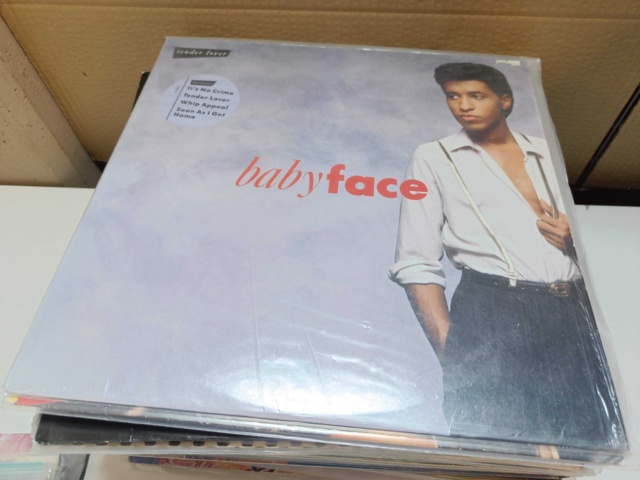 tender lover
It's No Crime
Tender Lover
Whip Appeal
Soon As I Get
Home
babyface